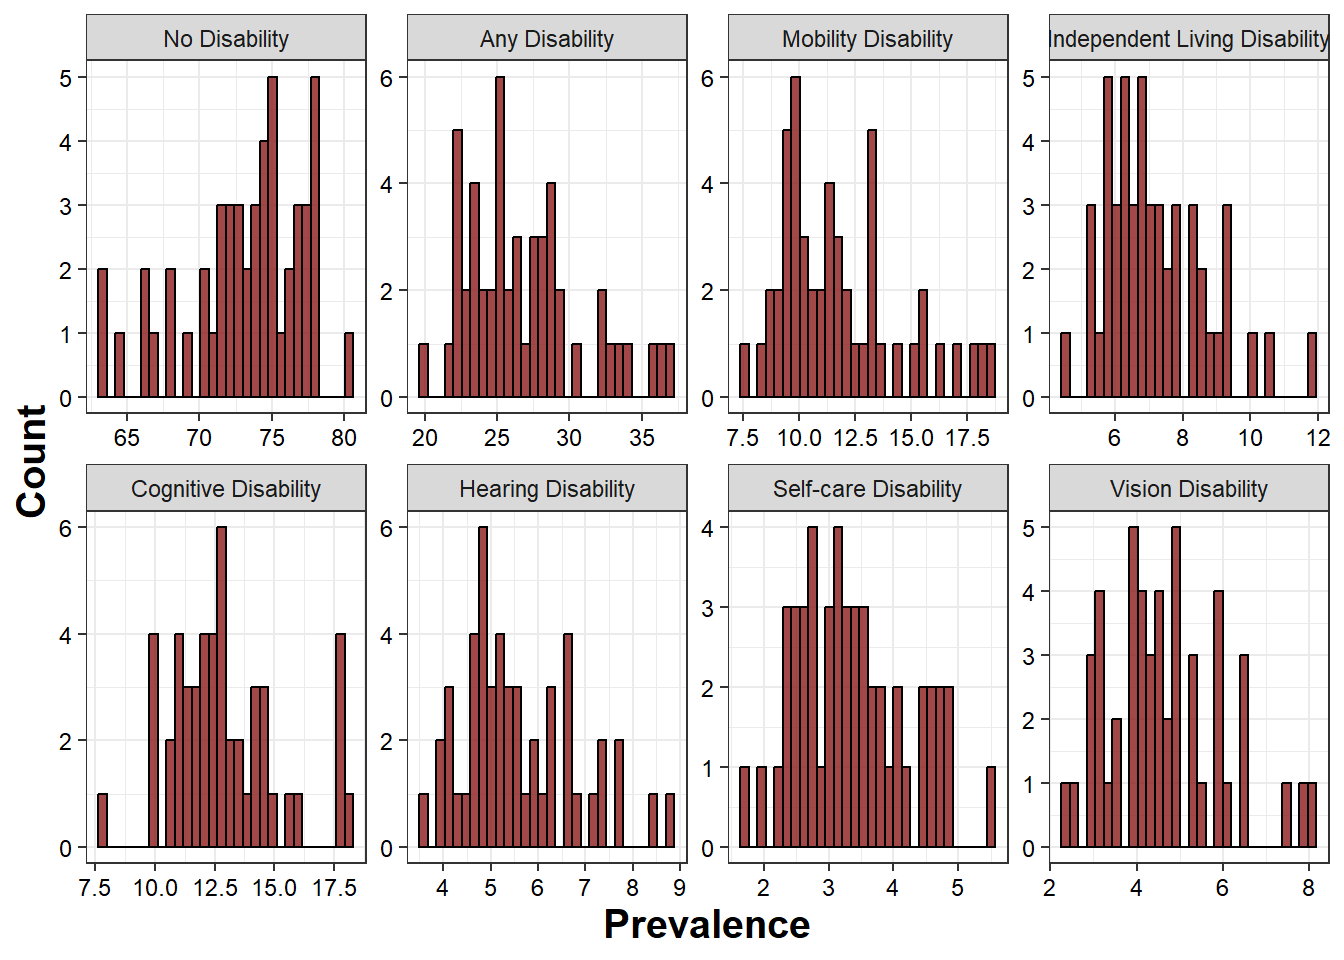 No Disability Any Disability Mobility Disability Independent Living Disability
5 6 6 5
4 4 4 4
3 3
2 2 2 2
1 1
0 0 0 0
65 70 75 80 20 25 30 35 7.5 10.0 12.5 15.0 17.5 6 8 10 12
Count
Cognitive Disability Hearing Disability Self-care Disability Vision Disability
6 6 4 5
4 4 3 4
3
2 2 2 2
1 1
0 0 0 0
7.5 10.0 12.5 15.0 17.5 4 5 6 7 8 9 2 3 4 5 2 4 6 8
Prevalence